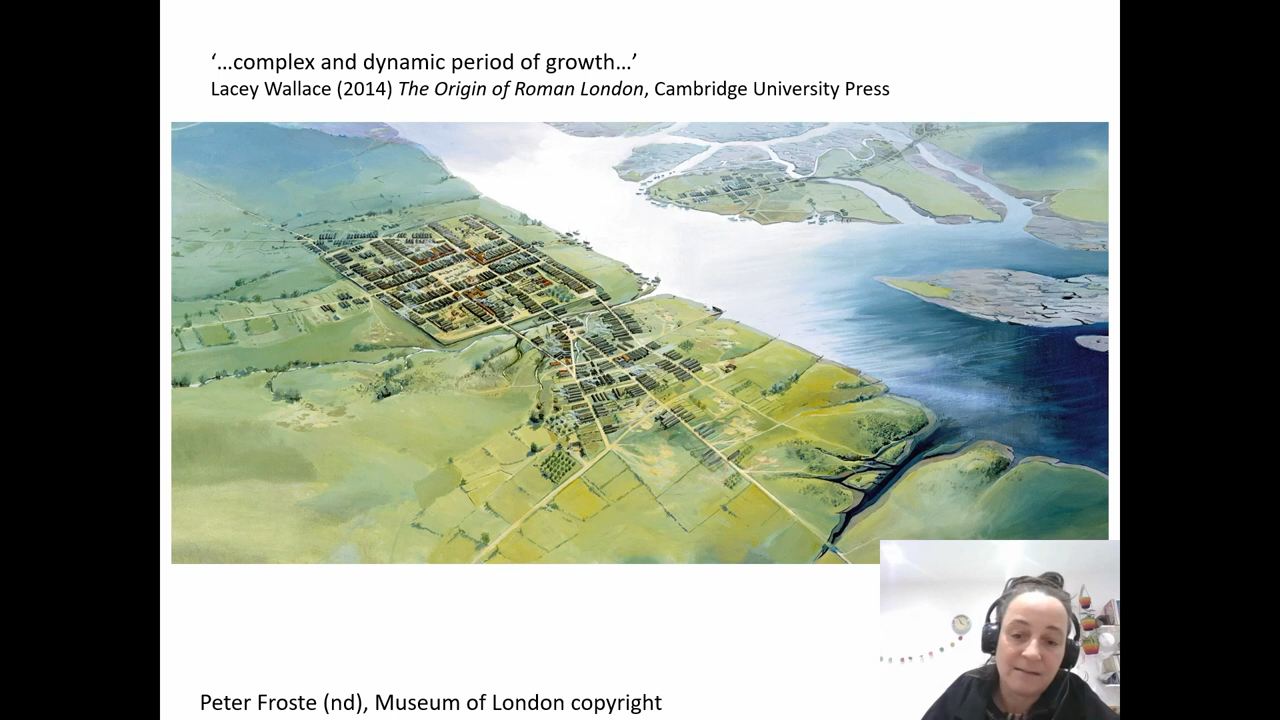 ‘…complex and dynamic period of growth…’
Lacey Wallace (2014) The Origin of Roman London, Cambridge University Press
Peter Froste (nd), Museum of London copyright